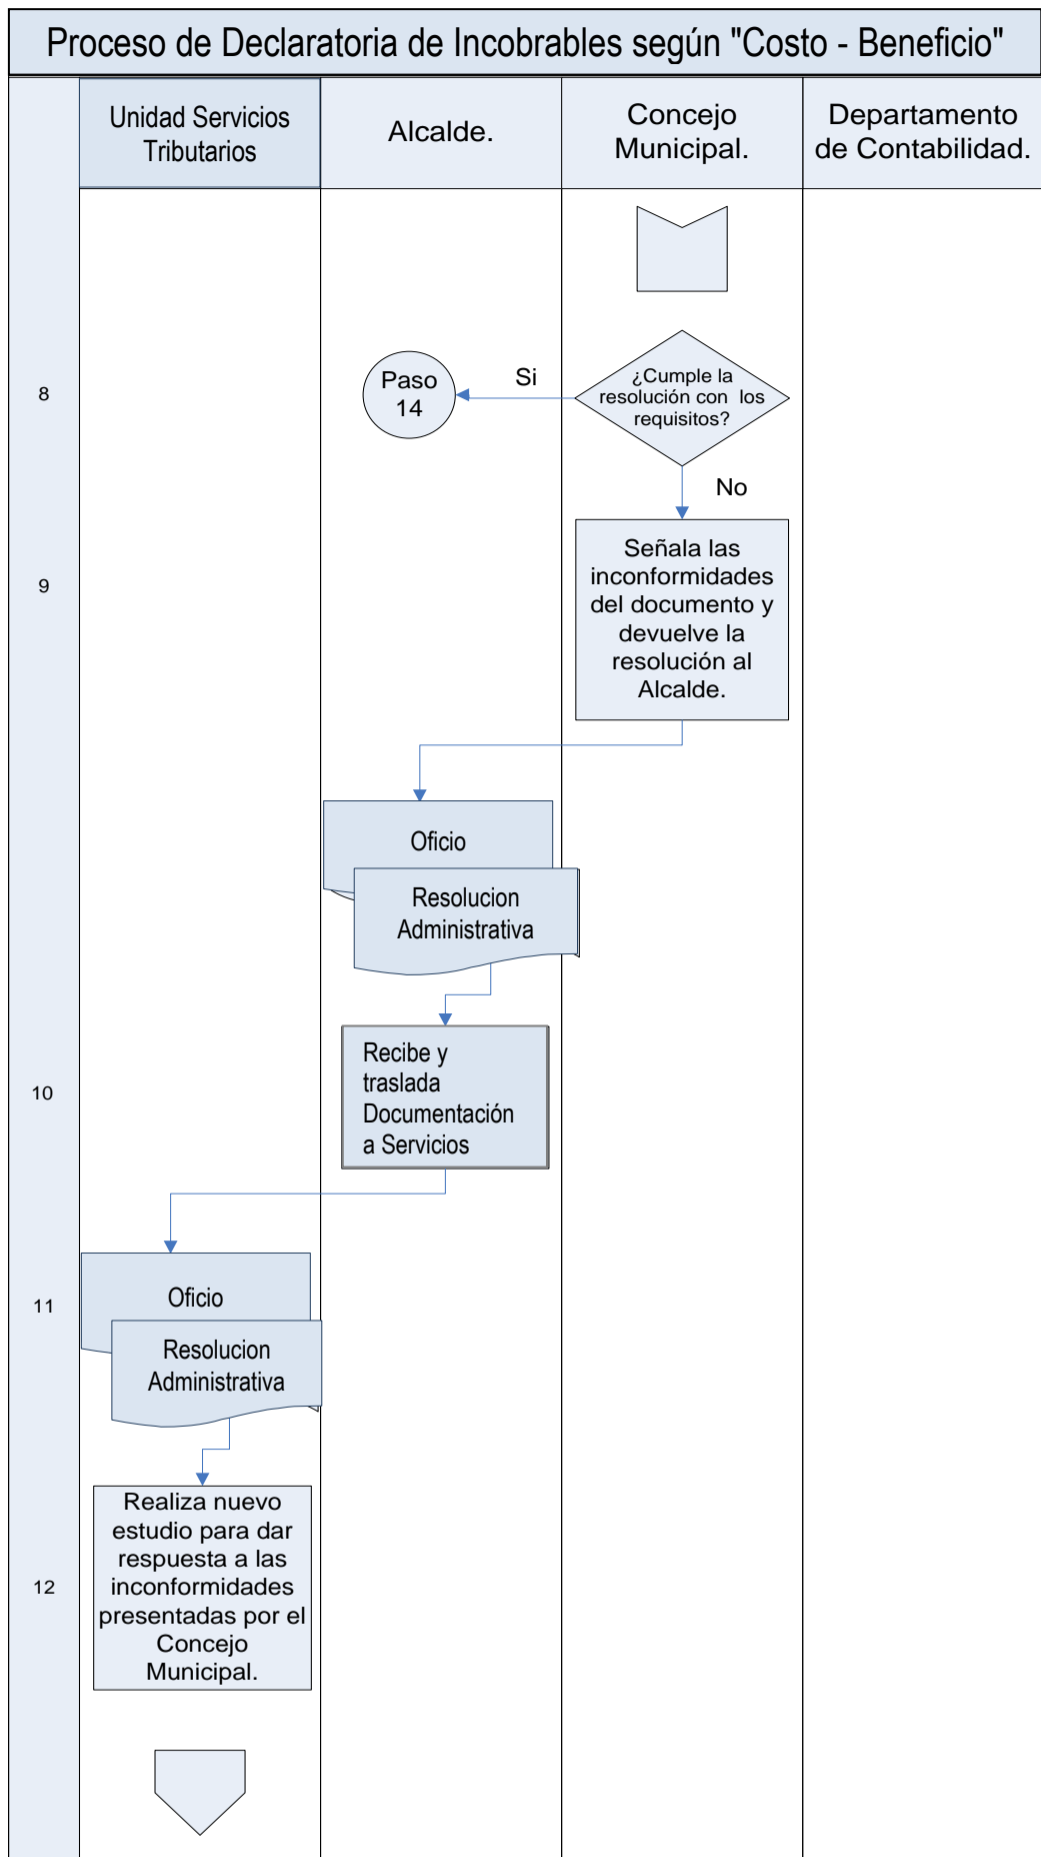 Proceso de Declaratoria de Incobrables según "Costo - Beneficio"
Unidad Servicios
Tributarios
Alcalde.
Concejo
Municipal.
Departamento
de Contabilidad.
8
Paso
14
Si
¿Cumple la
resolución con los
requisitos?
No
9
Señala las
inconformidades
del documento y
devuelve la
resolución al
Alcalde.
Oficio
Resolucion
Administrativa
10
Recibe y
traslada
Documentación
a Servicios
11
Oficio
Resolucion
Administrativa
12
Realiza nuevo
estudio para dar
respuesta a las
inconformidades
presentadas por el
Concejo
Municipal.